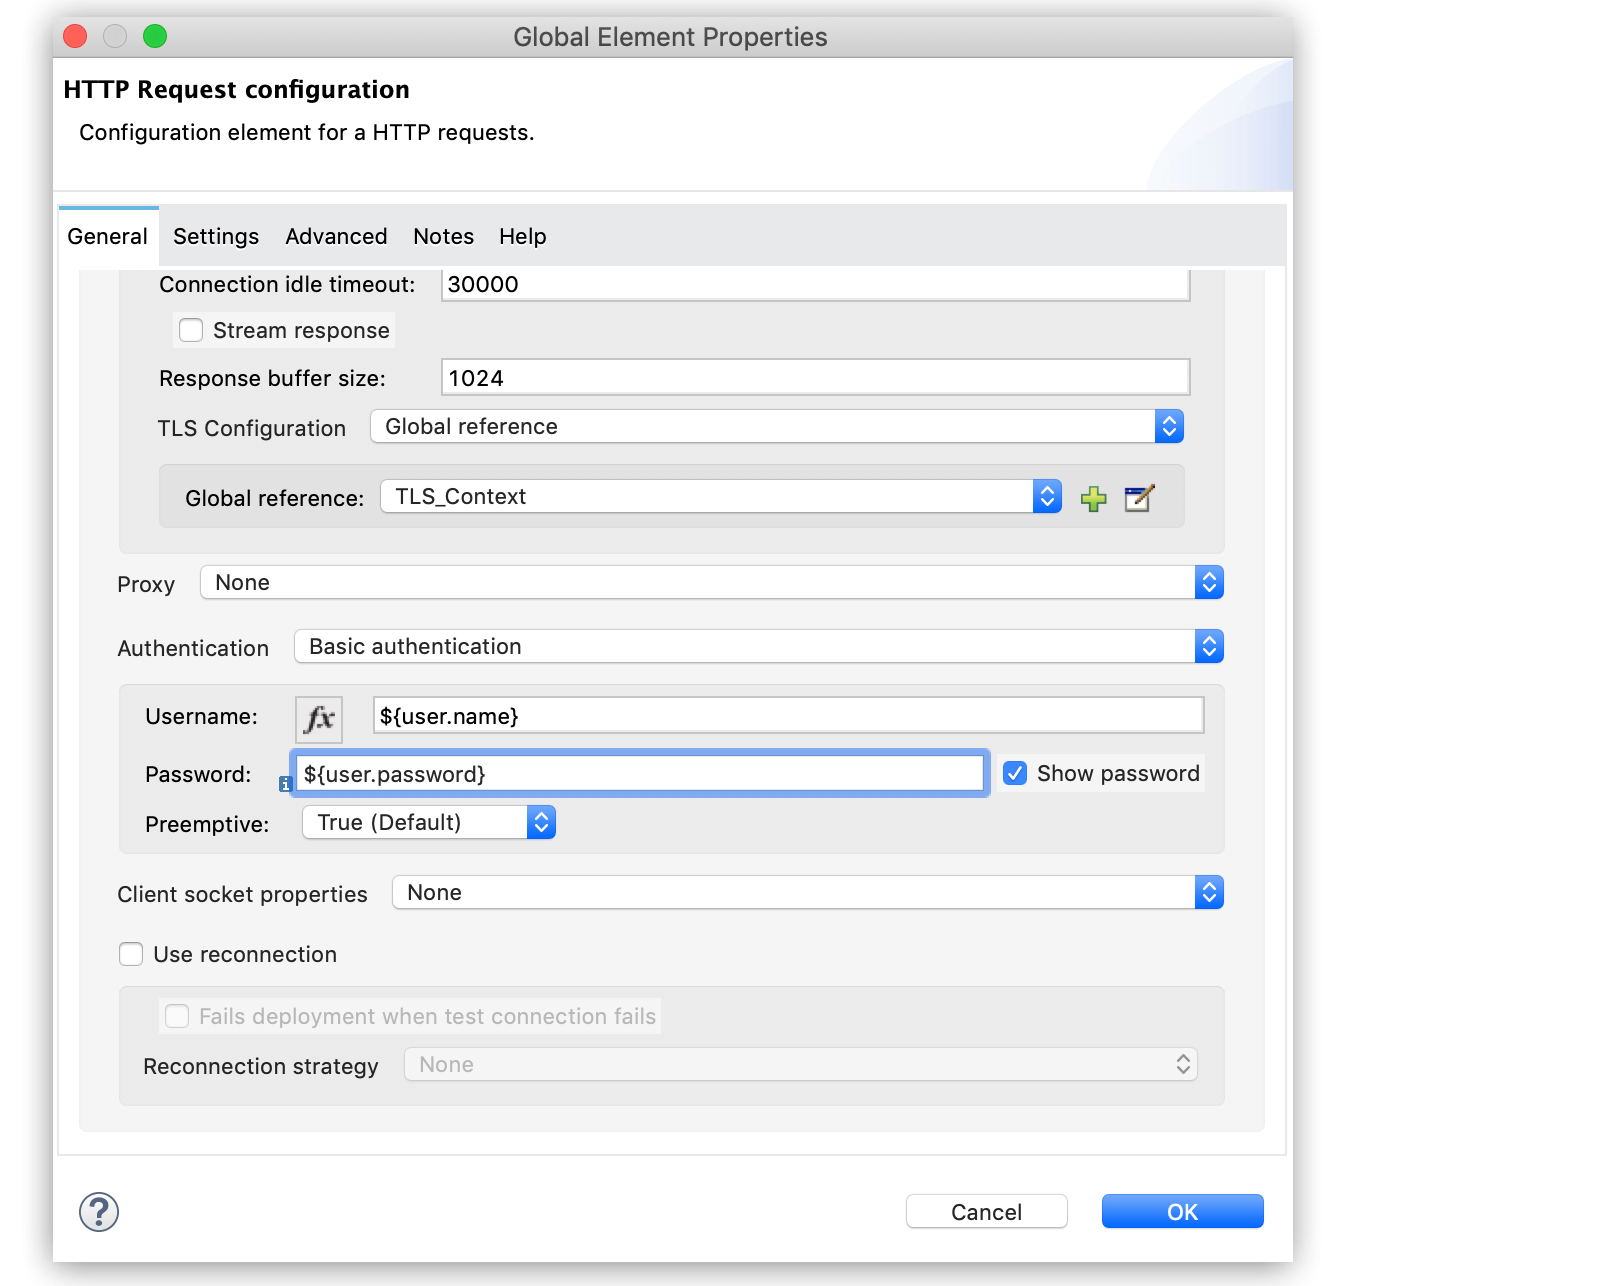 Global Element Properties
HTTP Request configuration
Configuration element for a HTTP requests.
General Settings Advanced Notes Help
Connection idle timeout: 30000
Stream response
Response buffer size: 1024
TLS Configuration Global reference
Global reference: TLS_Context
Proxy None
Authentication Basic authentication
Username: fx ${user.name}
Password: i ${user.password} Show password
Preemptive: True (Default)
Client socket properties None
Use reconnection
Fails deployment when test connection fails
Reconnection strategy None
? Cancel OK